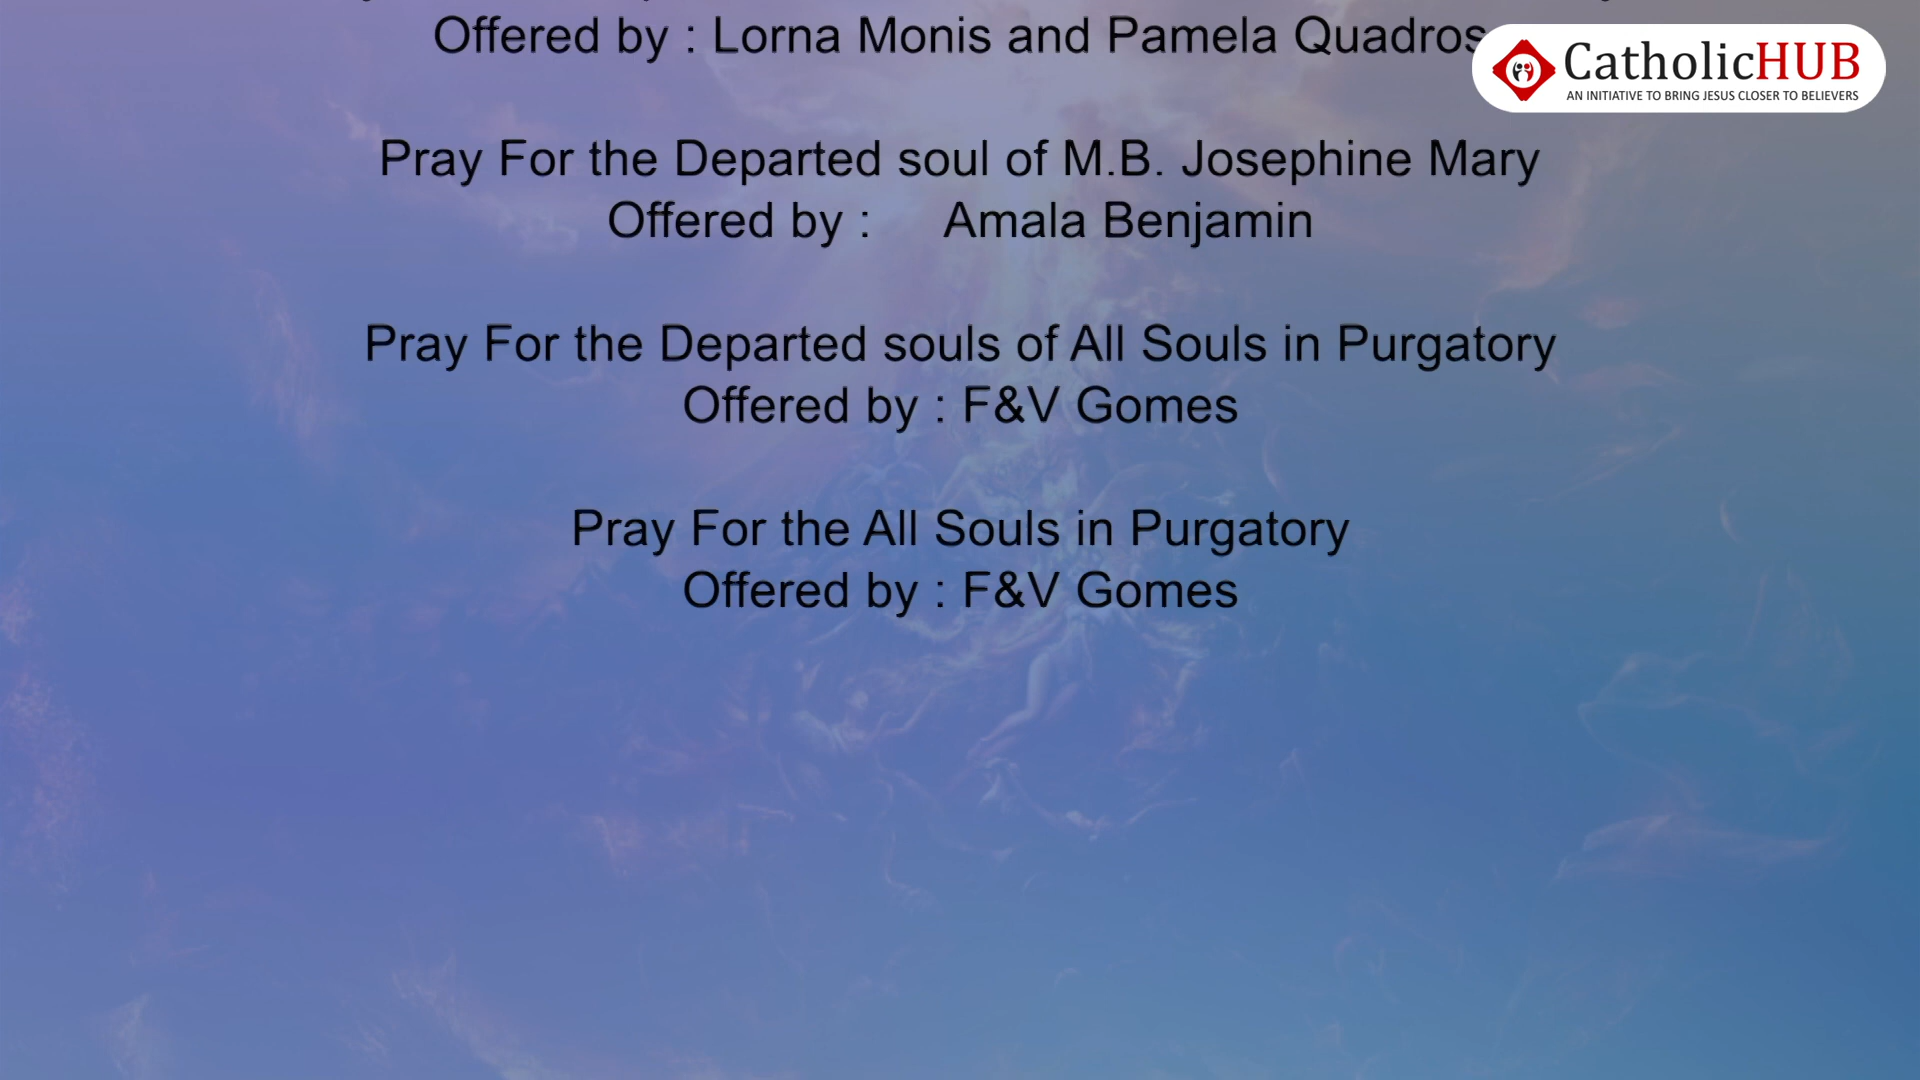 Offered by : Lorna Monis and Pamela Quadros
CatholicHUB
AN INITIATIVE TO BRING JESUS CLOSER TO BELIEVERS
Pray For the Departed soul of M.B. Josephine Mary
Offered by : Amala Benjamin
Pray For the Departed souls of All Souls in Purgatory
Offered by : F&V Gomes
Pray For the All Souls in Purgatory
Offered by : F&V Gomes